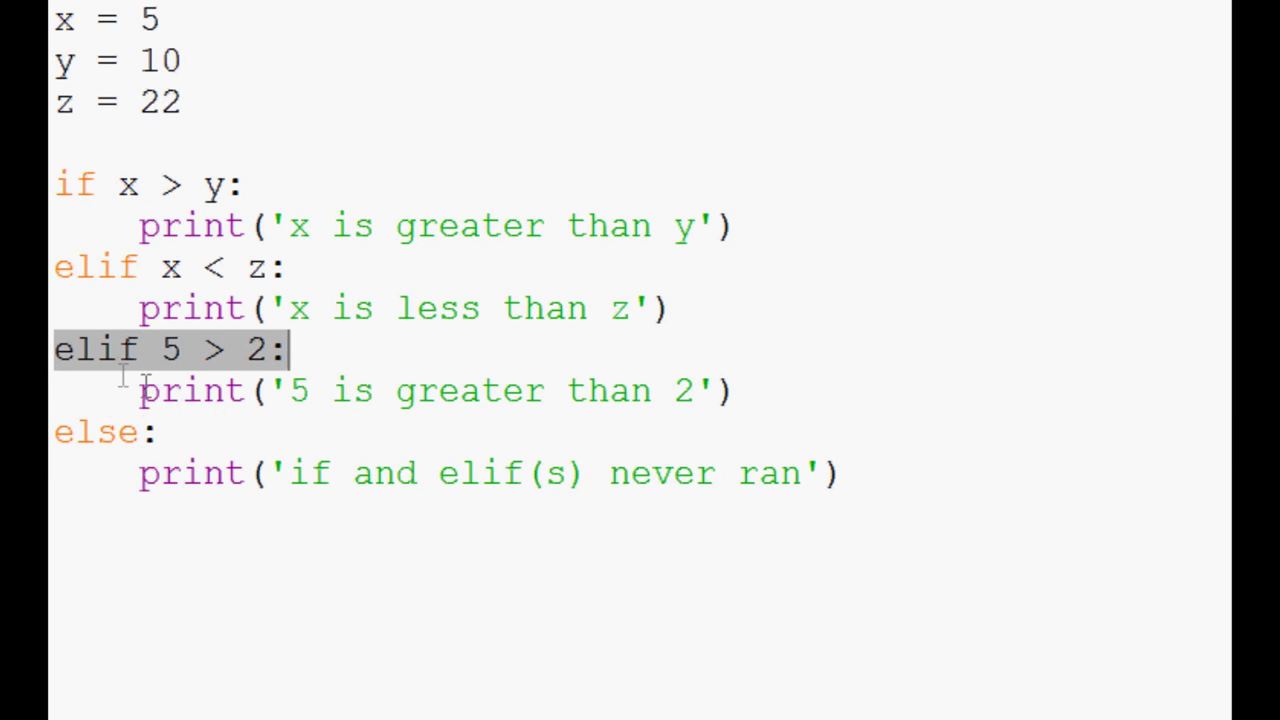 x = 5
y = 10
z = 22

if x > y:
    print('x is greater than y')
elif x < z:
    print('x is less than z')
elif 5 > 2:
    print('5 is greater than 2')
else:
    print('if and elif(s) never ran')